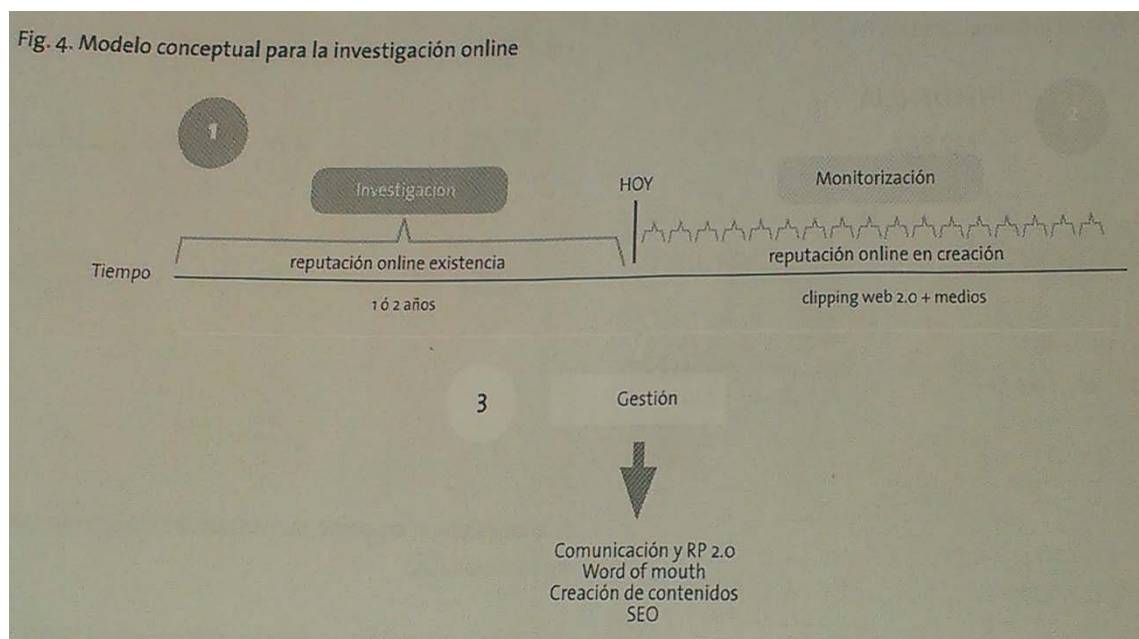 Fig. 4. Modelo conceptual para la investigación online
1
2
Investigacion
HOY
Monitorización
reputación online existencia
reputación online en creación
Tiempo
1 ó 2 años
clipping web 2.0 + medios
3
Gestión
Comunicación y RP 2.0
Word of mouth
Creación de contenidos
SEO